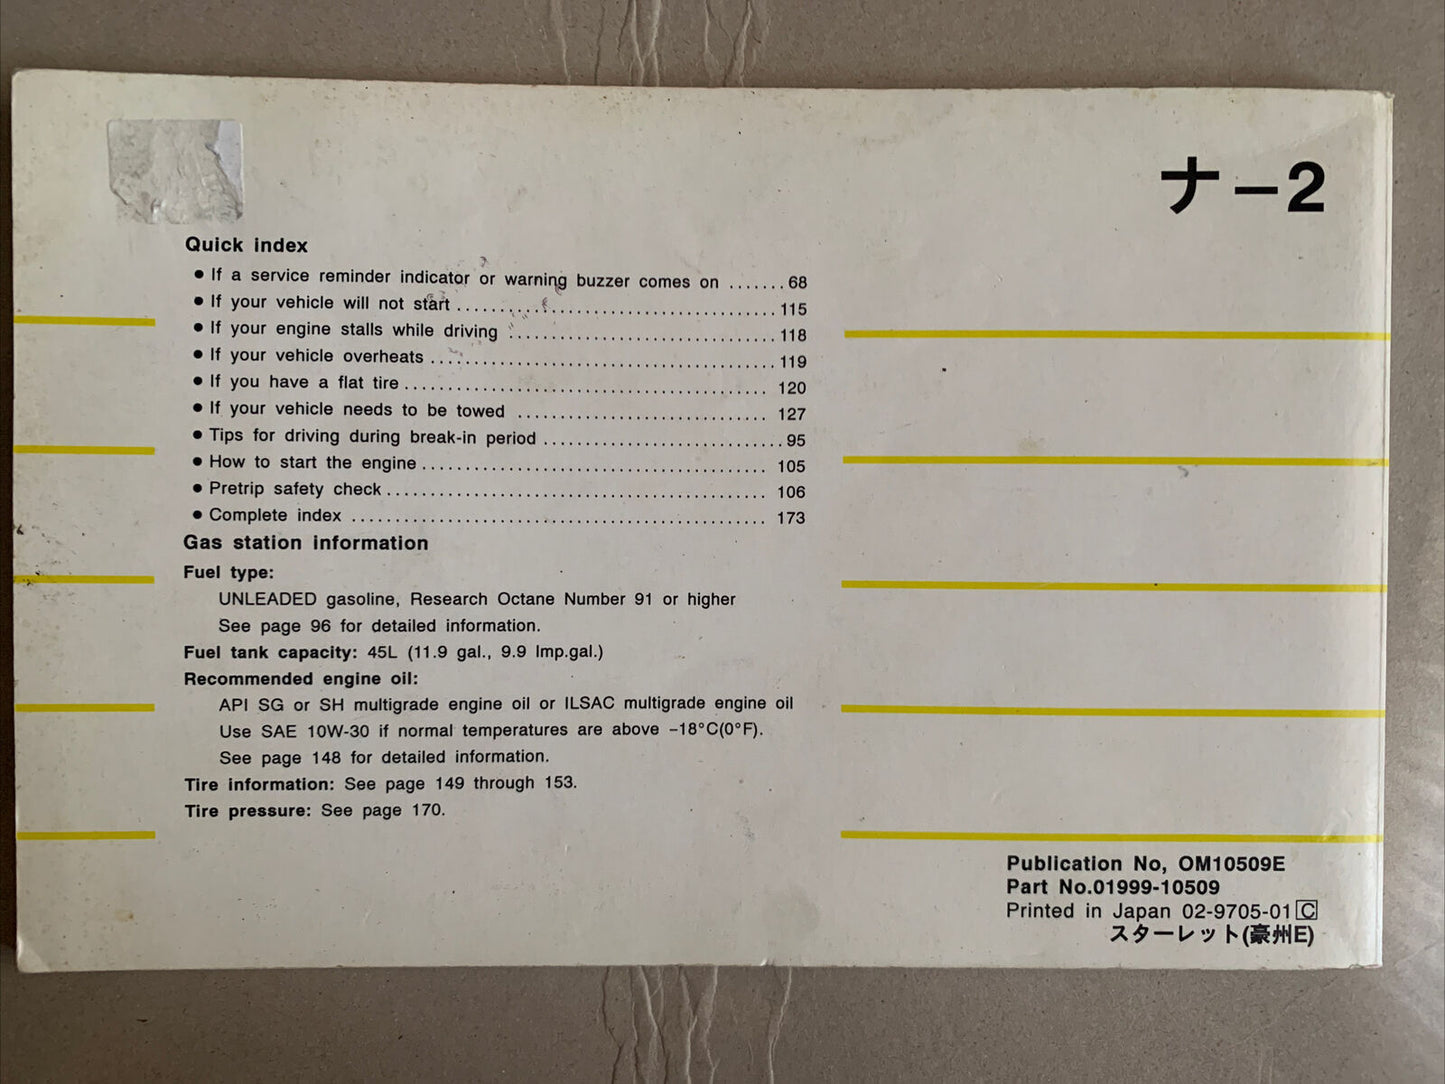 ナ－2
Quick index
● If a service reminder indicator or warning buzzer comes on .......68
● If your vehicle will not start .....................................115
● If your engine stalls while driving ...............................118
● If your vehicle overheats ........................................119
● If you have a flat tire .......................................... 120
● If your vehicle needs to be towed ............................. 127
● Tips for driving during break-in period ............................95
● How to start the engine ........................................ 105
● Pretrip safety check ............................................ 106
● Complete index ................................................ 173
Gas station information
Fuel type:
UNLEADED gasoline, Research Octane Number 91 or higher
See page 96 for detailed information.
Fuel tank capacity: 45L (11.9 gal., 9.9 Imp.gal.)
Recommended engine oil:
API SG or SH multigrade engine oil or ILSAC multigrade engine oil
Use SAE 10W-30 if normal temperatures are above −18°C(0°F).
See page 148 for detailed information.
Tire information: See page 149 through 153.
Tire pressure: See page 170.
Publication No, OM10509E
Part No.01999-10509
Printed in Japan 02-9705-01 C
スターレット(豪州E)